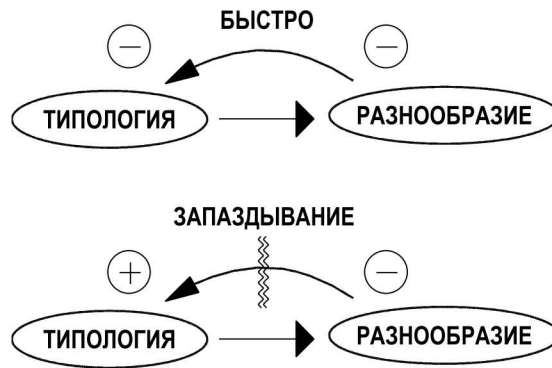 БЫСТРО
− −
ТИПОЛОГИЯ РАЗНООБРАЗИЕ
ЗАПАЗДЫВАНИЕ
+ −
ТИПОЛОГИЯ РАЗНООБРАЗИЕ